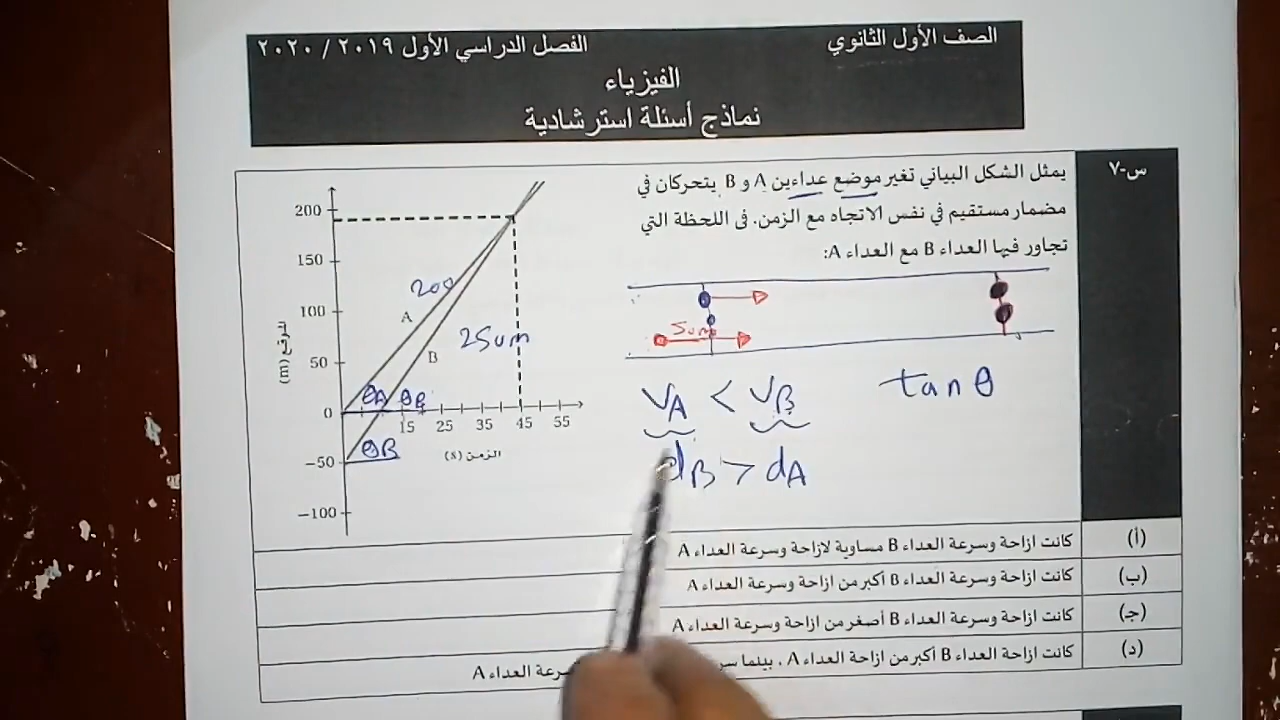 الصف الأول الثانوي
الفصل الدراسي الأول ٢٠١٩ / ٢٠٢٠
الفيزياء
نماذج أسئلة استرشادية
س-٧
يمثل الشكل البياني تغير موضع عداءين A و B يتحركان في
مضمار مستقيم في نفس الاتجاه مع الزمن. في اللحظة التي
تجاور فيها العداء B مع العداء A:
200
150
100
50
0
−50
−100
15 25 35 45 55
الزمن (s)
(m)
A
B
200
250m
θA
θB
θB
50m
VA < VB
tan θ
dB > dA
(أ) كانت ازاحة وسرعة العداء B مساوية لازاحة وسرعة العداء A
(ب) كانت ازاحة وسرعة العداء B أكبر من ازاحة وسرعة العداء A
(ج) كانت ازاحة وسرعة العداء B أصغر من ازاحة وسرعة العداء A
(د) كانت ازاحة العداء B أكبر من ازاحة العداء A ، بينما العداء A